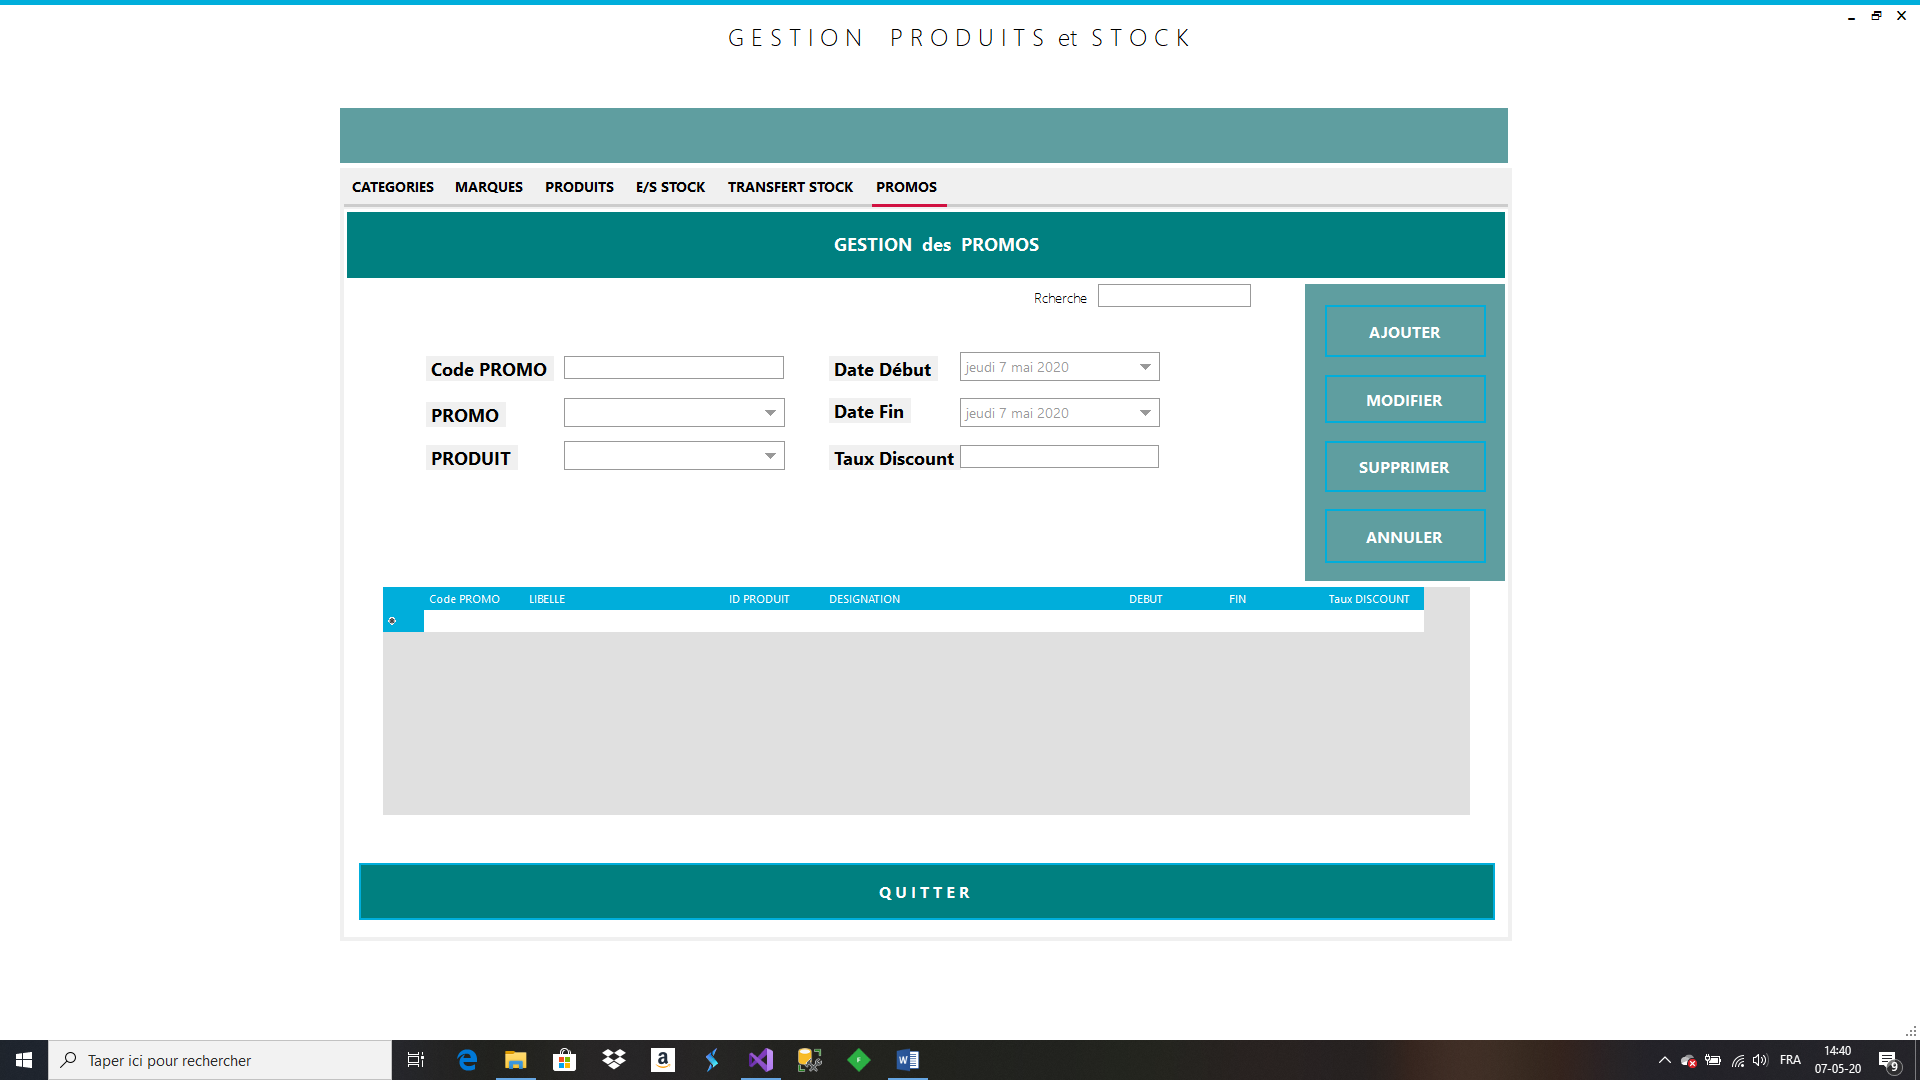 GESTION PRODUITS et STOCK
CATEGORIES MARQUES PRODUITS E/S STOCK TRANSFERT STOCK PROMOS
GESTION des PROMOS
Rcherche
AJOUTER
Code PROMO
Date Début jeudi 7 mai 2020
MODIFIER
PROMO
Date Fin jeudi 7 mai 2020
PRODUIT
Taux Discount
SUPPRIMER
ANNULER
Code PROMO LIBELLE ID PRODUIT DESIGNATION DEBUT FIN Taux DISCOUNT
QUITTER
Taper ici pour rechercher
a
F
W
FRA
14:40
07-05-20
9